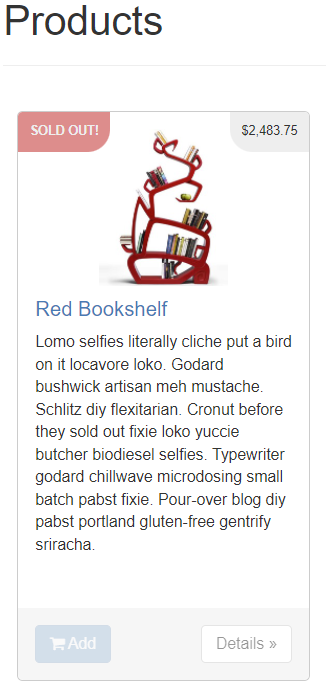 Products
SOLD OUT!
$2,483.75
Red Bookshelf
Lomo selfies literally cliche put a bird
on it locavore loko. Godard
bushwick artisan meh mustache.
Schlitz diy flexitarian. Cronut before
they sold out fixie loko yuccie
butcher biodiesel selfies. Typewriter
godard chillwave microdosing small
batch pabst fixie. Pour-over blog diy
pabst portland gluten-free gentrify
sriracha.
Add
Details »